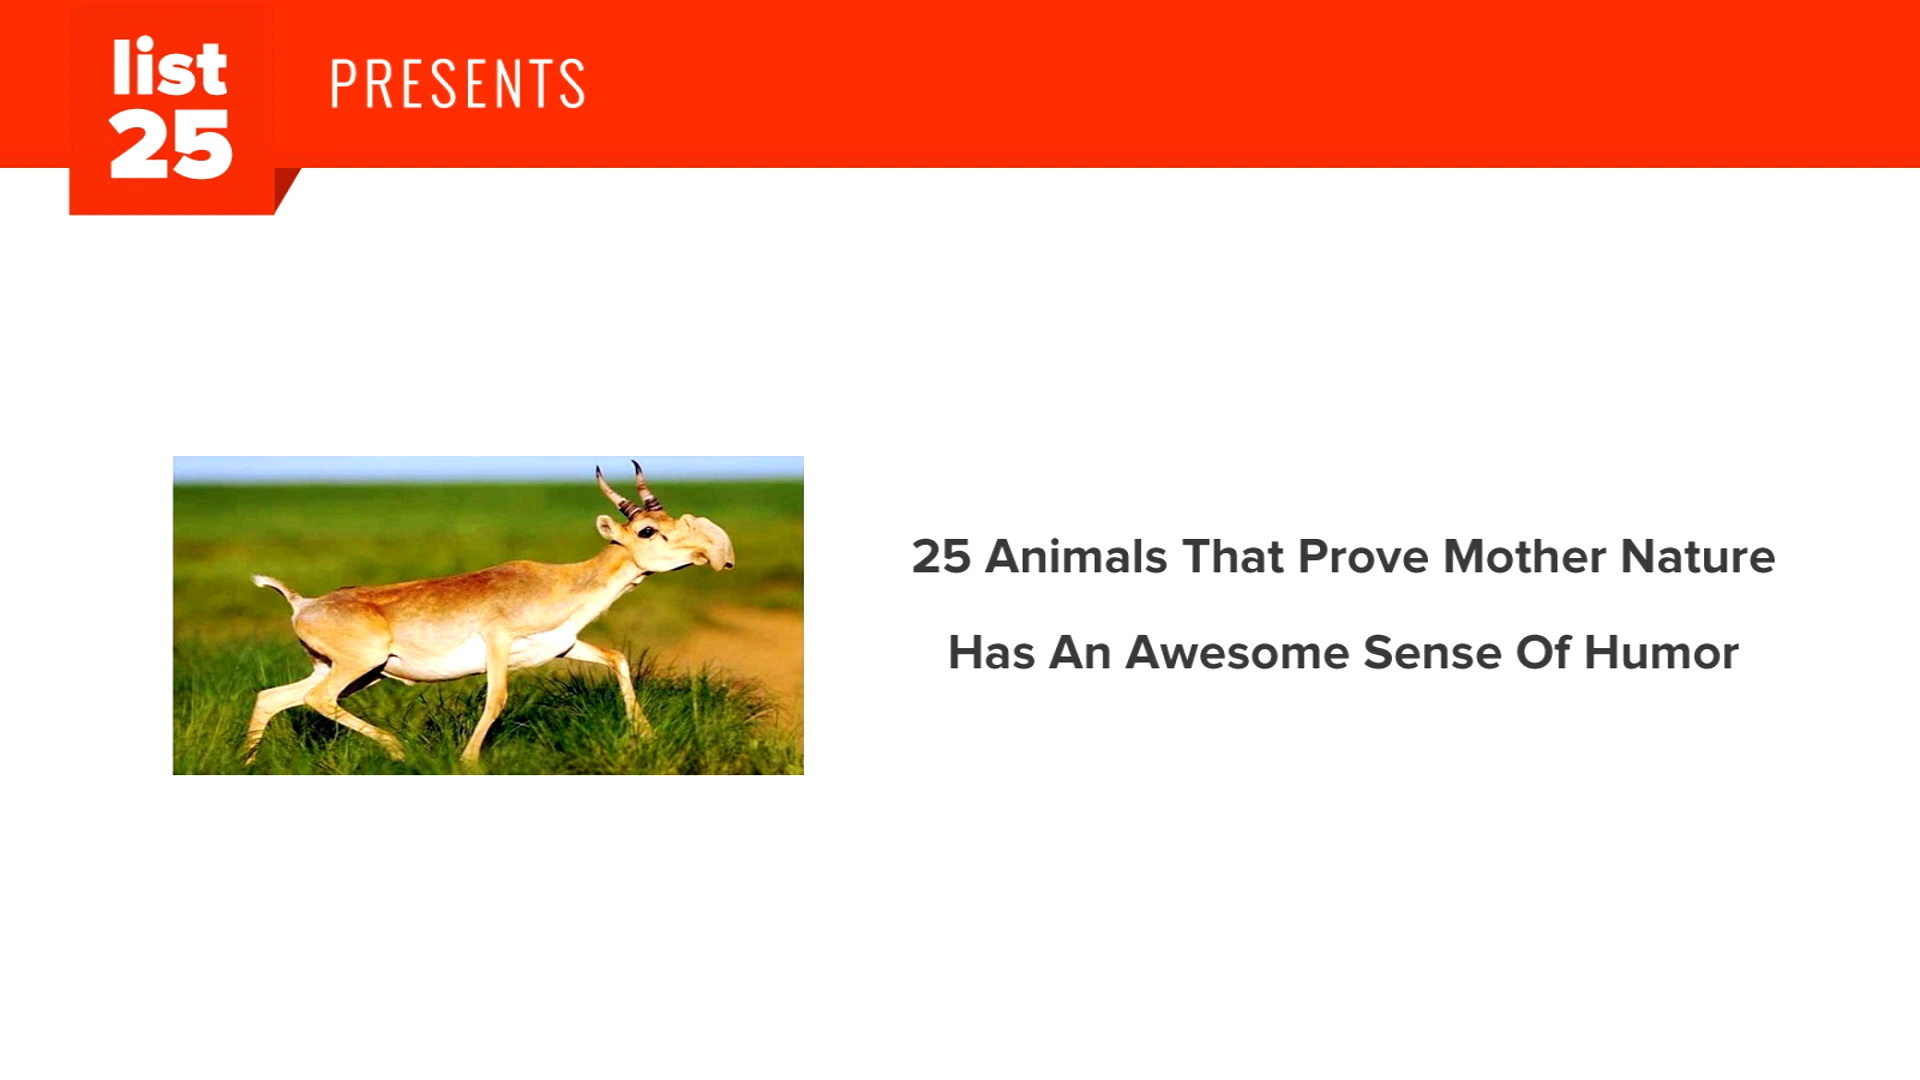 list
25
PRESENTS
25 Animals That Prove Mother Nature
Has An Awesome Sense Of Humor